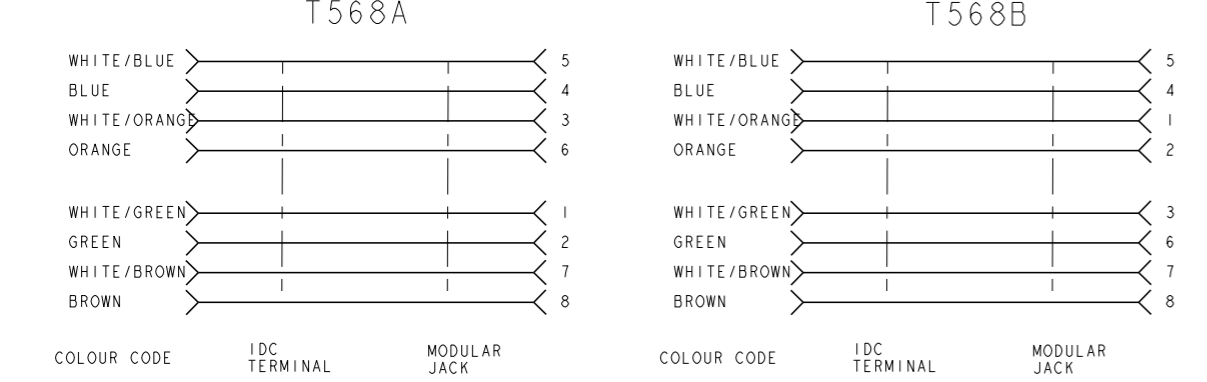 T568A
WHITE/BLUE 5
BLUE 4
WHITE/ORANGE 3
ORANGE 6
WHITE/GREEN 1
GREEN 2
WHITE/BROWN 7
BROWN 8
COLOUR CODE
IDC
TERMINAL
MODULAR
JACK
T568B
WHITE/BLUE 5
BLUE 4
WHITE/ORANGE 1
ORANGE 2
WHITE/GREEN 3
GREEN 6
WHITE/BROWN 7
BROWN 8
COLOUR CODE
IDC
TERMINAL
MODULAR
JACK